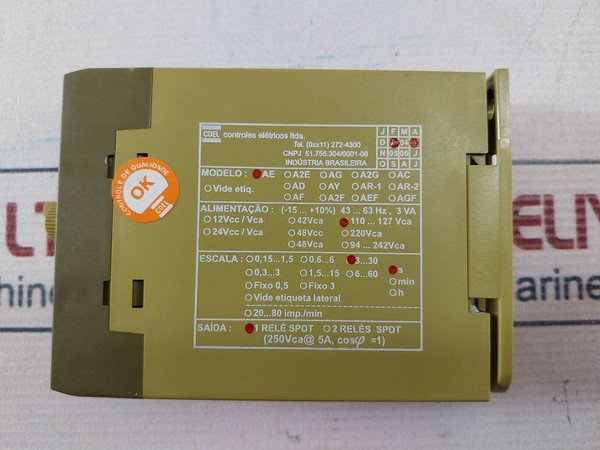 COEL controles elétricos ltda.
Tel. (0xx11) 272-4300
CNPJ 51.755.304/0001-06
INDÚSTRIA BRASILEIRA
J F M A
04
N 05 06 J
O S A J
MODELO: AE A2E AG A2G AC
Vide etiq. AD AY AR-1 AR-2
AF A2F AEF AGF
ALIMENTAÇÃO: (-15 ... +10%) 43 ... 63 Hz, 3 VA
12Vcc / Vca 42Vca 110 ... 127 Vca
24Vcc / Vca 48Vcc 220Vca
48Vca 94 ... 242Vca
ESCALA: 0,15...1,5 0,6...6 3...30
0,3...3 1,5...15 6...60 s
Fixo 0,5 Fixo 3 min
Vide etiqueta lateral h
20...80 imp./min
SAÍDA: 1 RELÊ SPDT 2 RELÊS SPDT
(250Vca@ 5A, cosφ =1)
CONTROLE DE QUALIDADE
OK
COEL